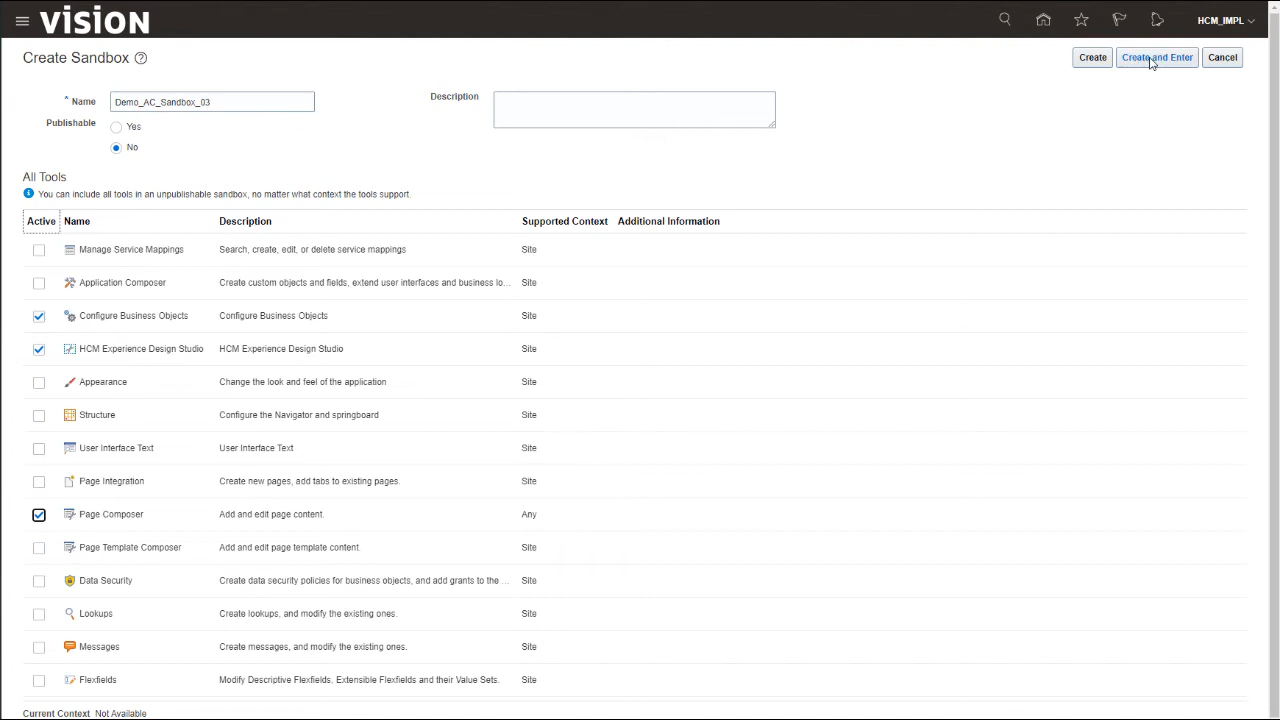 vision
HCM_IMPL
Create Sandbox
Create
Create and Enter
Cancel
* Name
Demo_AC_Sandbox_03
Description
Publishable
Yes
No
All Tools
You can include all tools in an unpublishable sandbox, no matter what context the tools support.
Active Name Description Supported Context Additional Information
Manage Service Mappings Search, create, edit, or delete service mappings Site
Application Composer Create custom objects and fields, extend user interfaces and business lo... Site
Configure Business Objects Configure Business Objects Site
HCM Experience Design Studio HCM Experience Design Studio Site
Appearance Change the look and feel of the application Site
Structure Configure the Navigator and springboard Site
User Interface Text User Interface Text Site
Page Integration Create new pages, add tabs to existing pages. Site
Page Composer Add and edit page content. Any
Page Template Composer Add and edit page template content. Site
Data Security Create data security policies for business objects, and add grants to the ... Site
Lookups Create lookups, and modify the existing ones. Site
Messages Create messages, and modify the existing ones. Site
Flexfields Modify Descriptive Flexfields, Extensible Flexfields and their Value Sets. Site
Current Context Not Available